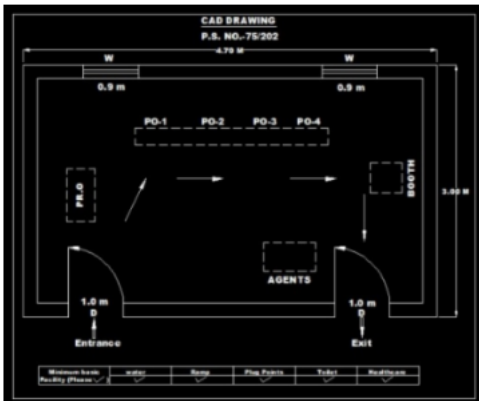 CAD DRAWING
P.S. NO.-75/202
4.70 M
W W
0.9 m 0.9 m
PO-1 PO-2 PO-3 PO-4
PR.O
BOOTH
3.00 M
AGENTS
1.0 m 1.0 m
D D
Entrance Exit
Minimum basic water Ramp Plug Points Toilet
Facility (Please ✓)
✓ ✓ ✓ ✓ ✓